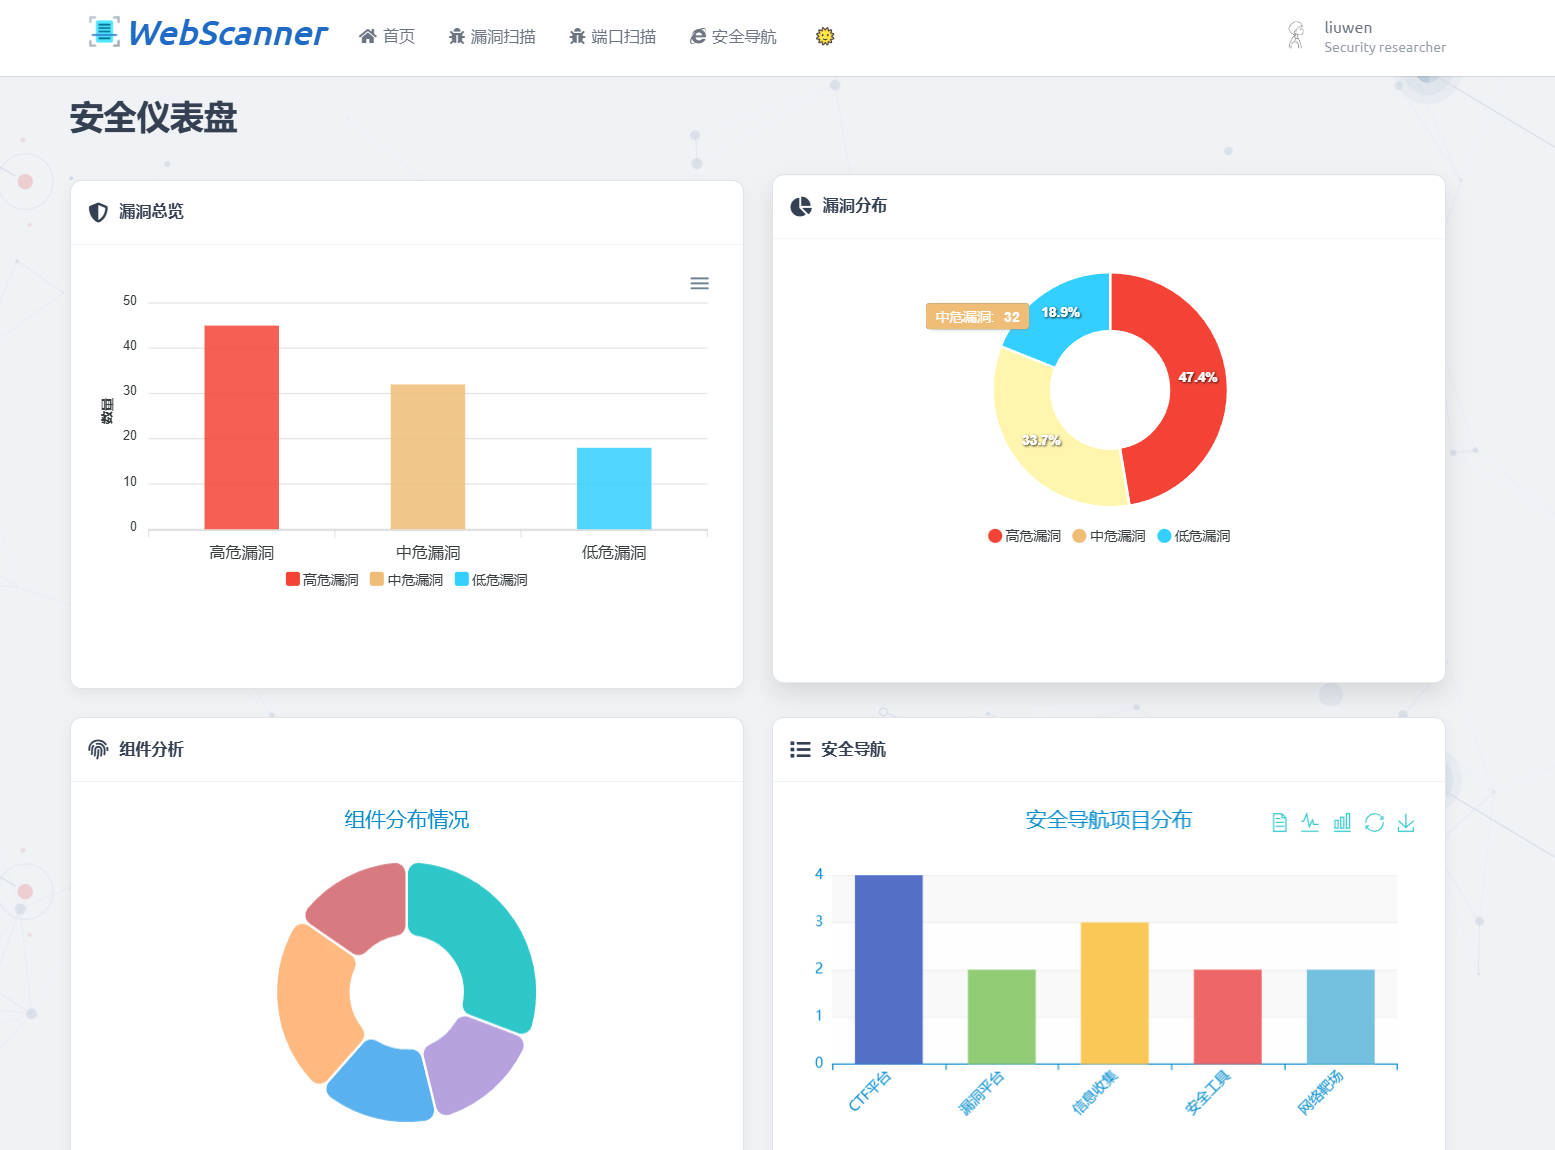 WebScanner 首页 漏洞扫描 端口扫描 安全导航
liuwen
Security researcher
安全仪表盘
漏洞总览
50
40
30
20
10
0
数量
高危漏洞 中危漏洞 低危漏洞
高危漏洞 中危漏洞 低危漏洞
漏洞分布
中危漏洞: 32
18.9%
47.4%
33.7%
高危漏洞 中危漏洞 低危漏洞
组件分析
组件分布情况
安全导航
安全导航项目分布
4
3
2
1
0
CTF平台 漏洞平台 信息收集 安全工具 网络靶场